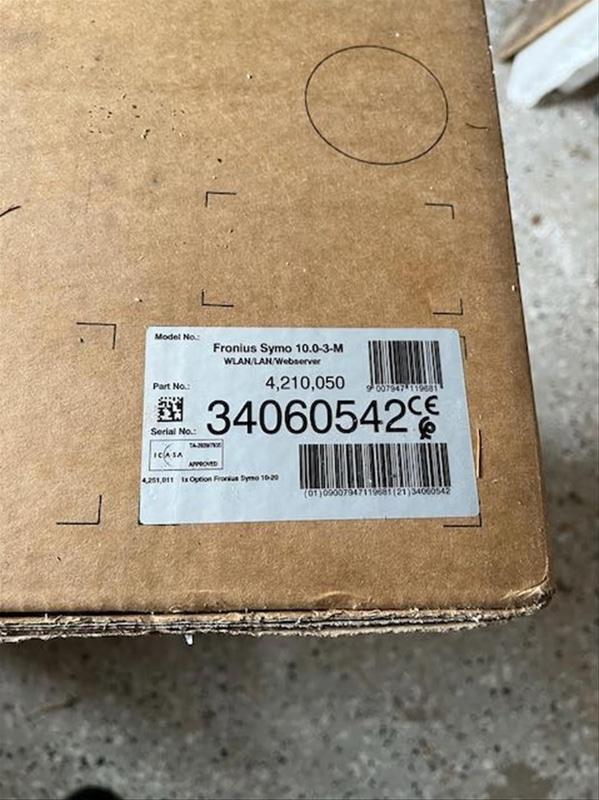 Model No.:
Fronius Symo 10.0-3-M
WLAN/LAN/Webserver
Part No.:
4,210,050
9 007947 119681
Serial No.:
34060542
CE
ICASA
APPROVED
4,251,011 1x Option Fronius Symo 10-20
(01)09007947119681(21)34060542